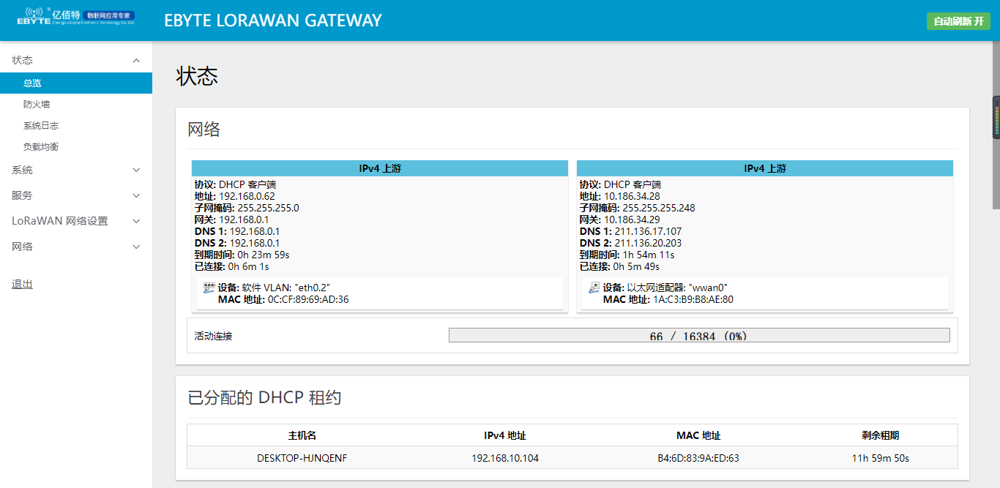 EBYTE 亿佰特 物联网应用专家
Chengdu Ebyte Electronic Technology Co.,Ltd.
EBYTE LORAWAN GATEWAY
自动刷新 开
状态
总览
防火墙
系统日志
负载均衡
系统
服务
LoRaWAN 网络设置
网络
退出
状态
网络
IPv4 上游
协议: DHCP 客户端
地址: 192.168.0.62
子网掩码: 255.255.255.0
网关: 192.168.0.1
DNS 1: 192.168.0.1
DNS 2: 192.168.0.1
到期时间: 0h 23m 59s
已连接: 0h 6m 1s
设备: 软件 VLAN: "eth0.2"
MAC 地址: 0C:CF:89:69:AD:36
IPv4 上游
协议: DHCP 客户端
地址: 10.186.34.28
子网掩码: 255.255.255.248
网关: 10.186.34.29
DNS 1: 211.136.17.107
DNS 2: 211.136.20.203
到期时间: 1h 54m 11s
已连接: 0h 5m 49s
设备: 以太网适配器: "wwan0"
MAC 地址: 1A:C3:B9:B8:AE:80
活动连接 66 / 16384 (0%)
已分配的 DHCP 租约
主机名 IPv4 地址 MAC 地址 剩余租期
DESKTOP-HJNQENF 192.168.10.104 B4:6D:83:9A:ED:63 11h 59m 50s